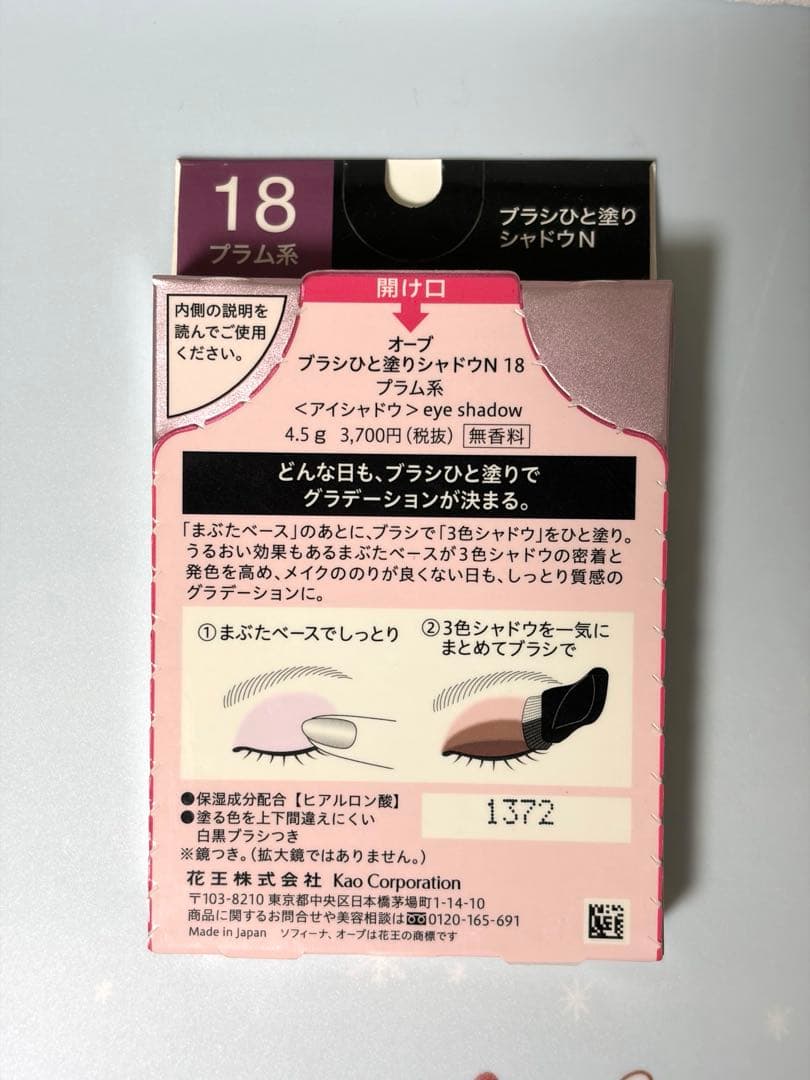 18
プラム系
ブラシひと塗り
シャドウN
開け口
内側の説明を
読んでご使用
ください。
オーブ
ブラシひと塗りシャドウN 18
プラム系
＜アイシャドウ＞eye shadow
4.5g 3,700円（税抜） 無香料
どんな日も、ブラシひと塗りで
グラデーションが決まる。
「まぶたベース」のあとに、ブラシで「3色シャドウ」をひと塗り。
うるおい効果もあるまぶたベースが3色シャドウの密着と
発色を高め、メイクののりが良くない日も、しっとり質感の
グラデーションに。
①まぶたベースでしっとり
②3色シャドウを一気に
まとめてブラシで
●保湿成分配合【ヒアルロン酸】
●塗る色を上下間違えにくい
白黒ブラシつき
※鏡つき。（拡大鏡ではありません。）
1372
花王株式会社 Kao Corporation
〒103-8210 東京都中央区日本橋茅場町1-14-10
商品に関するお問合せや美容相談は0120-165-691
Made in Japan ソフィーナ、オーブは花王の商標です